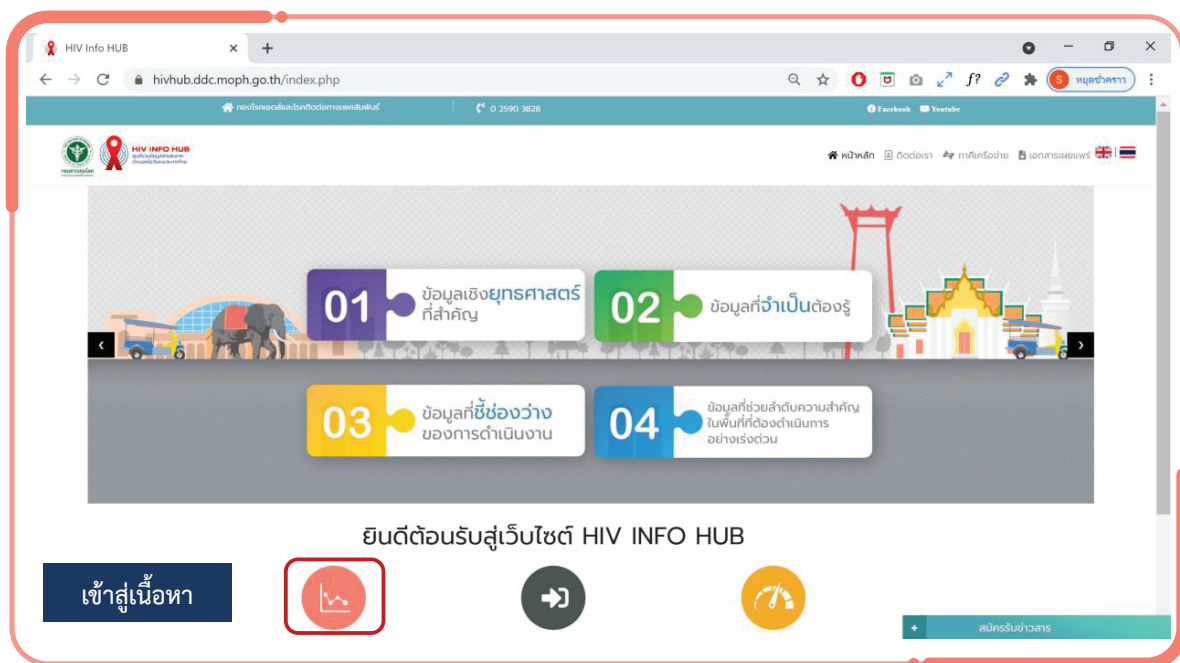 HIV Info HUB
hivhub.ddc.moph.go.th/index.php
f?
S หยุดชั่วคราว
กองโรคเอดส์และโรคติดต่อทางเพศสัมพันธ์
0 2590 3828
Facebook
Youtube
กรมควบคุมโรค
HIV INFO HUB
หน้าหลัก
ติดต่อเรา
ภาคีเครือข่าย
เอกสารเผยแพร่
01
ข้อมูลเชิงยุทธศาสตร์
ที่สำคัญ
02
ข้อมูลที่จำเป็นต้องรู้
03
ข้อมูลที่ชี้ช่องว่าง
ของการดำเนินงาน
04
ข้อมูลที่ช่วยลำดับความสำคัญ
ในพื้นที่ที่ต้องดำเนินการ
อย่างเร่งด่วน
ยินดีต้อนรับสู่เว็บไซต์ HIV INFO HUB
เข้าสู่เนื้อหา
+ สมัครรับข่าวสาร